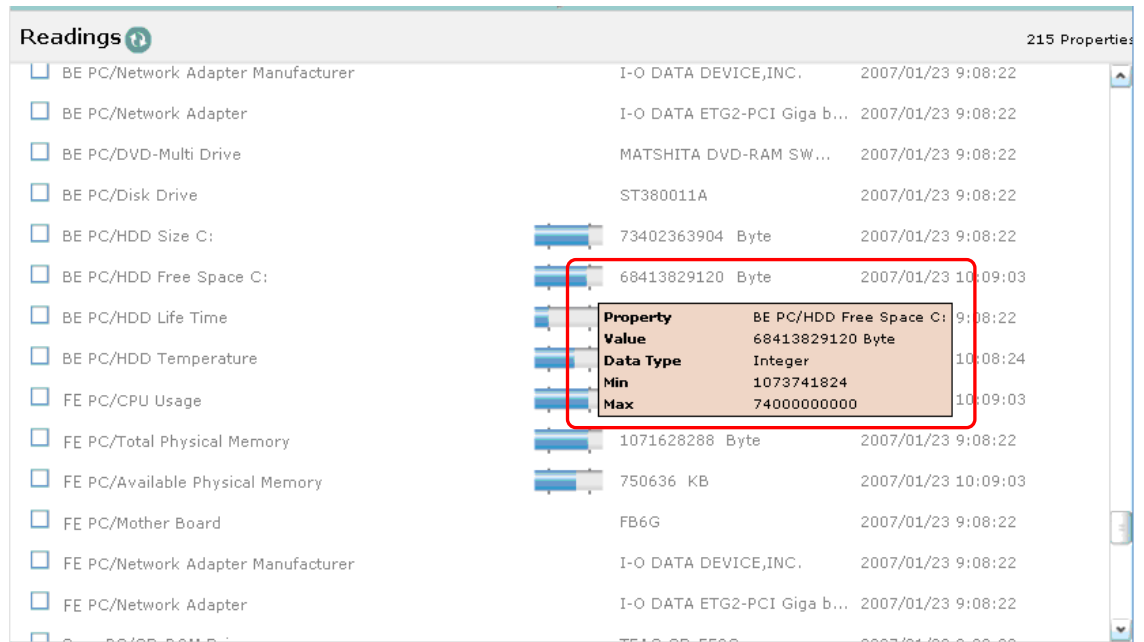 Readings
215 Properties
BE PC/Network Adapter Manufacturer I-O DATA DEVICE,INC. 2007/01/23 9:08:22
BE PC/Network Adapter I-O DATA ETG2-PCI Giga b... 2007/01/23 9:08:22
BE PC/DVD-Multi Drive MATSHITA DVD-RAM SW... 2007/01/23 9:08:22
BE PC/Disk Drive ST380011A 2007/01/23 9:08:22
BE PC/HDD Size C: 73402363904 Byte 2007/01/23 9:08:22
BE PC/HDD Free Space C: 68413829120 Byte 2007/01/23 10:09:03
BE PC/HDD Life Time 9:08:22
Property BE PC/HDD Free Space C:
Value 68413829120 Byte
Data Type Integer
Min 1073741824
Max 74000000000
BE PC/HDD Temperature 10:08:24
FE PC/CPU Usage 10:09:03
FE PC/Total Physical Memory 1071628288 Byte 2007/01/23 9:08:22
FE PC/Available Physical Memory 750636 KB 2007/01/23 10:09:03
FE PC/Mother Board FB6G 2007/01/23 9:08:22
FE PC/Network Adapter Manufacturer I-O DATA DEVICE,INC. 2007/01/23 9:08:22
FE PC/Network Adapter I-O DATA ETG2-PCI Giga b... 2007/01/23 9:08:22